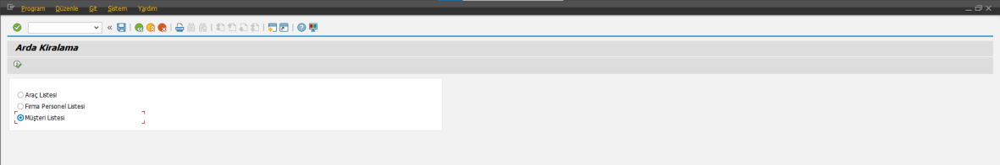 Program Düzenle Git Sistem Yardım
Arda Kiralama
Araç Listesi
Firma Personel Listesi
Müşteri Listesi